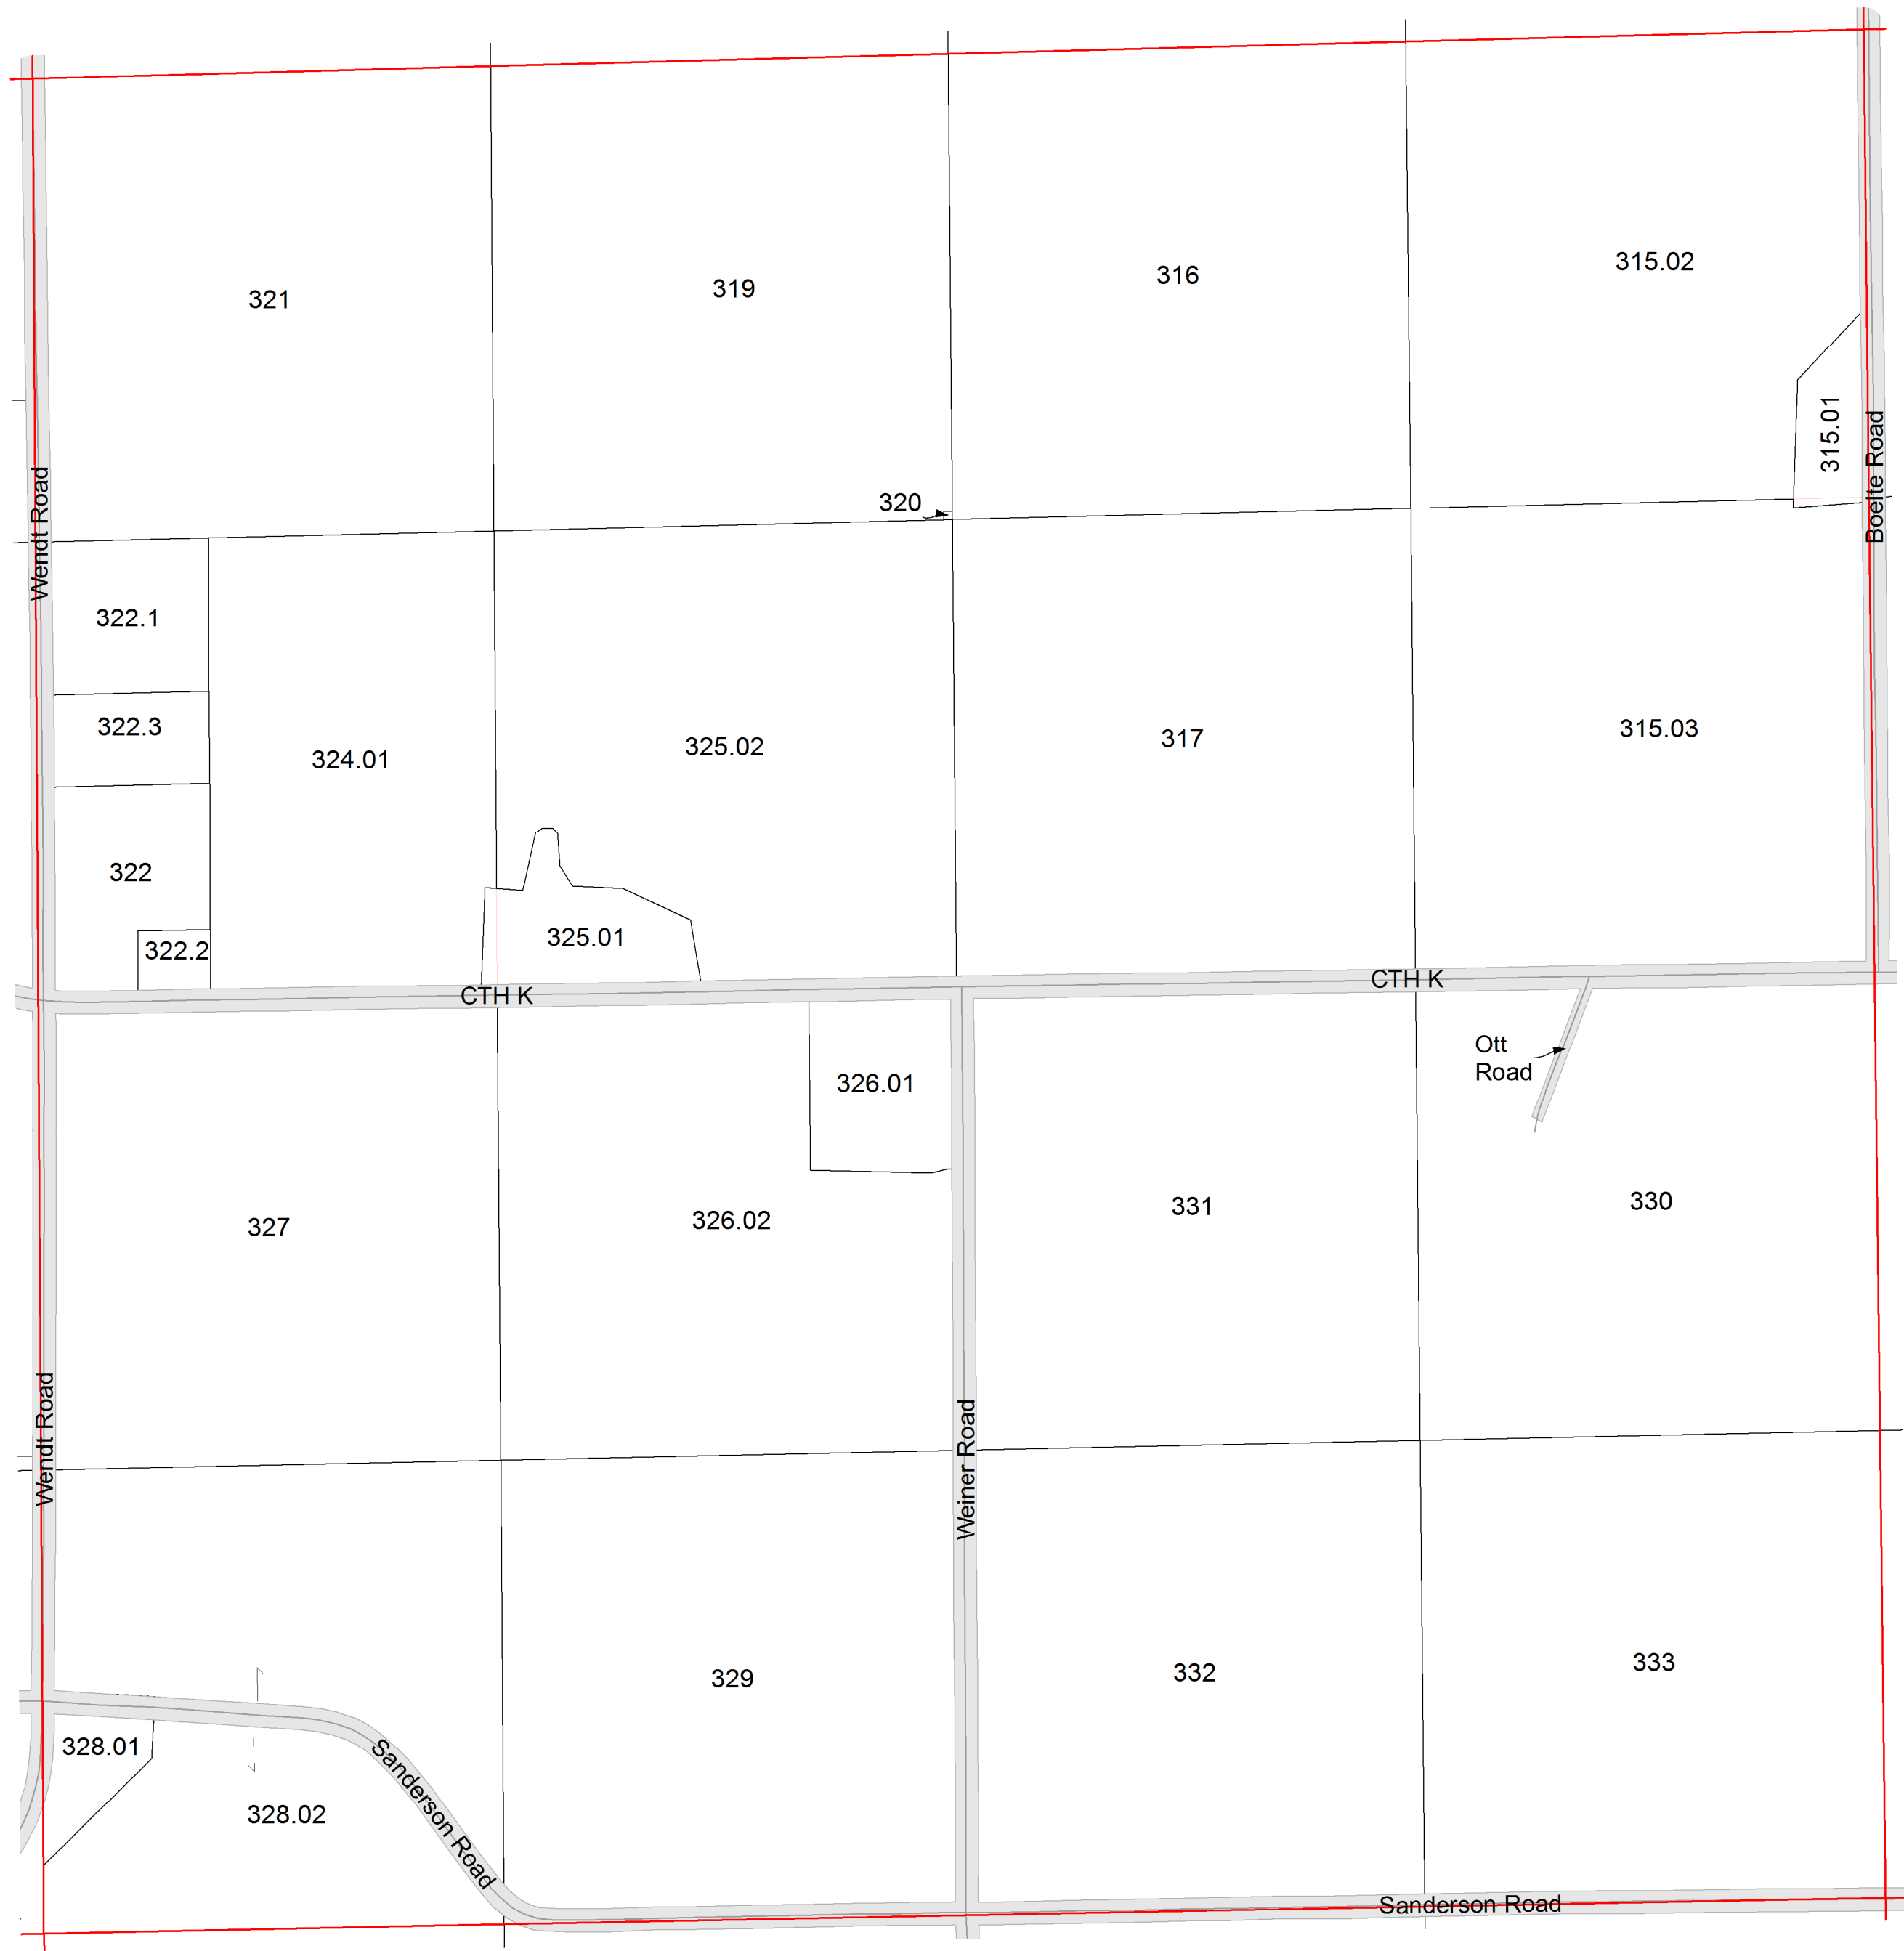 315.02
316
319
321
315.01
Boelte Road
320
Wendt Road
322.1
322.3
324.01
325.02
317
315.03
322
322.2
325.01
CTH K
CTH K
Ott
Road
326.01
327
326.02
331
330
Wendt Road
Weiner Road
329
332
333
328.01
328.02
Sanderson Road
Sanderson Road